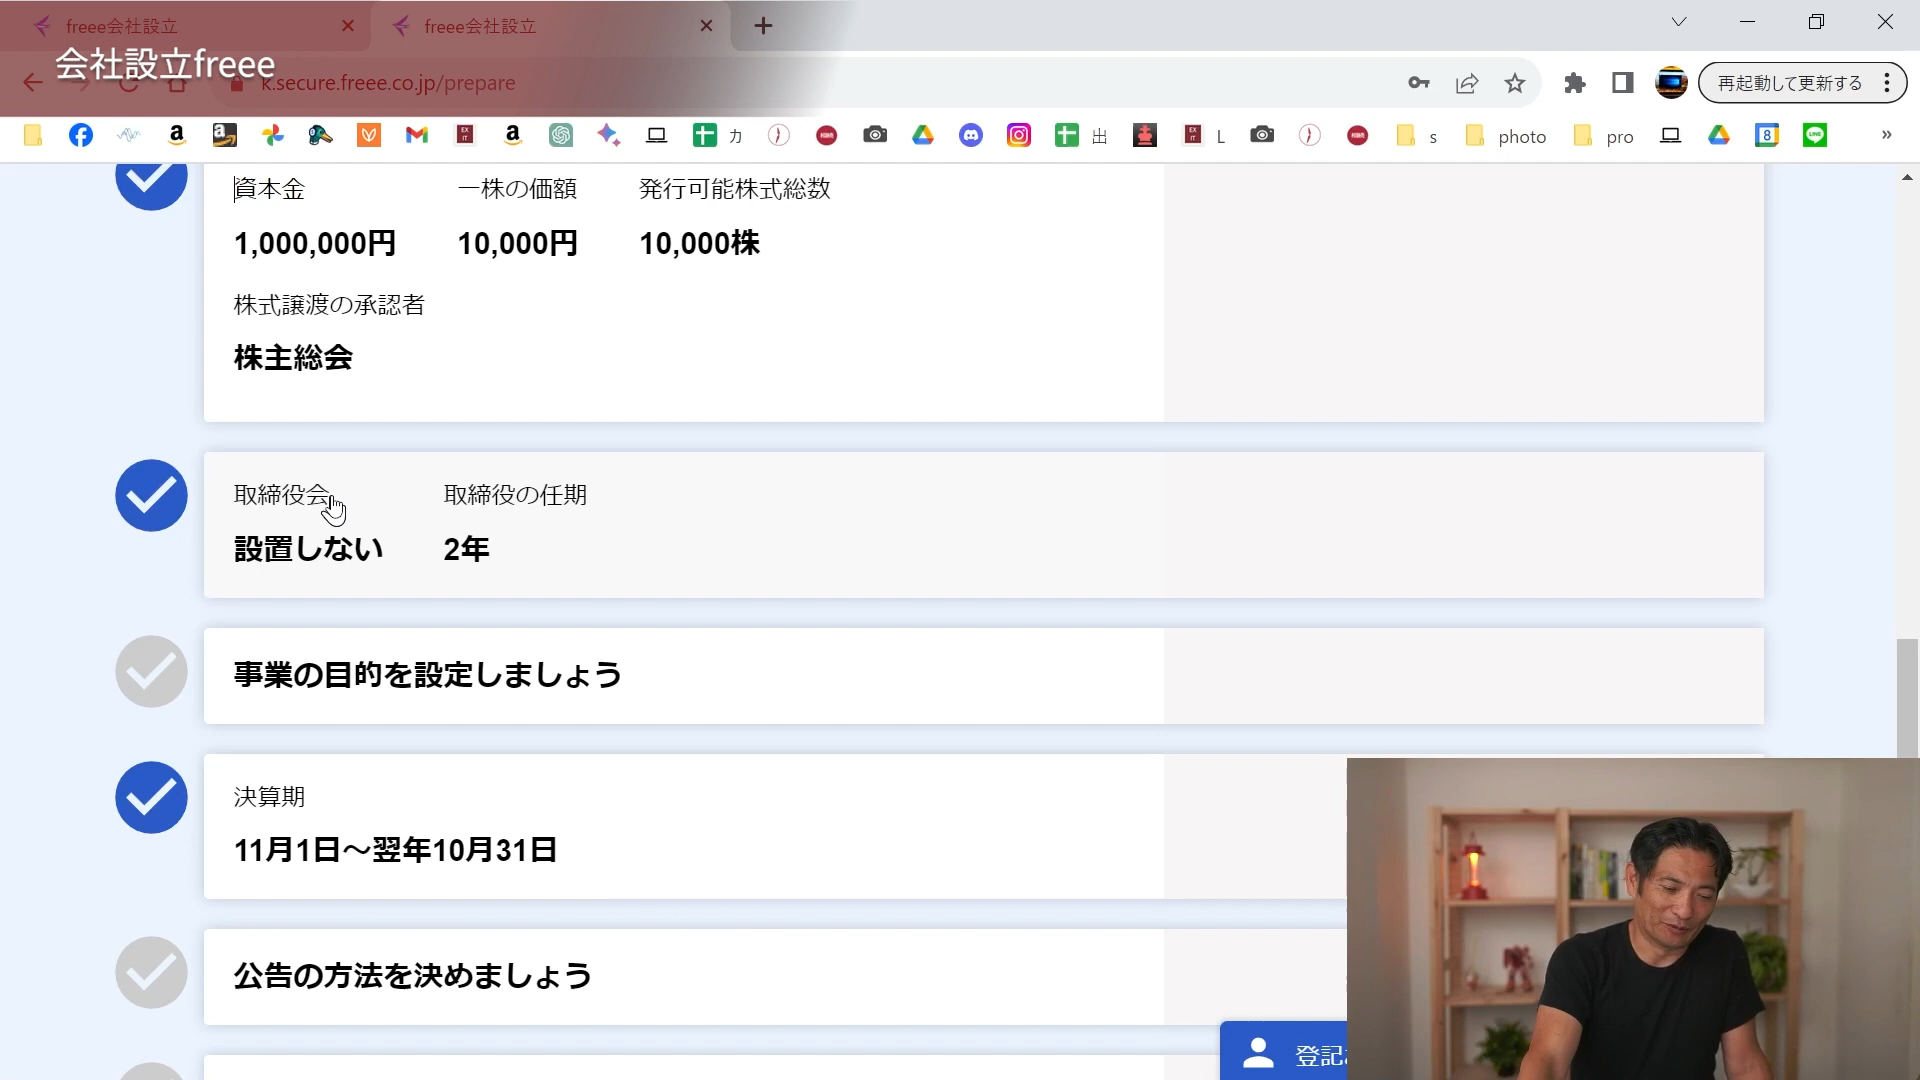 freee会社設立
freee会社設立
会社設立freee
k.secure.freee.co.jp/prepare
再起動して更新する
カ
出
L
s
photo
pro
資本金 一株の価額 発行可能株式総数
1,000,000円 10,000円 10,000株
株式譲渡の承認者
株主総会
取締役会 取締役の任期
設置しない 2年
事業の目的を設定しましょう
決算期
11月1日～翌年10月31日
公告の方法を決めましょう
登記